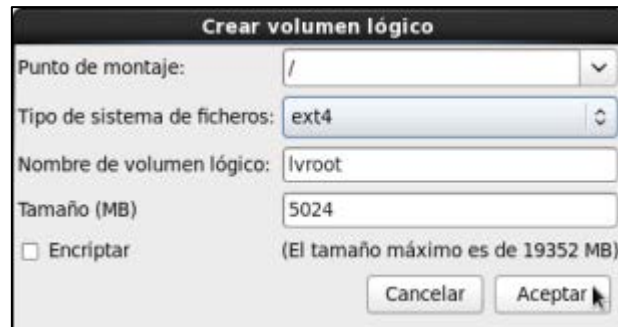 Crear volumen lógico
Punto de montaje: /
Tipo de sistema de ficheros: ext4
Nombre de volumen lógico: lvroot
Tamaño (MB) 5024
Encriptar (El tamaño máximo es de 19352 MB)
Cancelar Aceptar